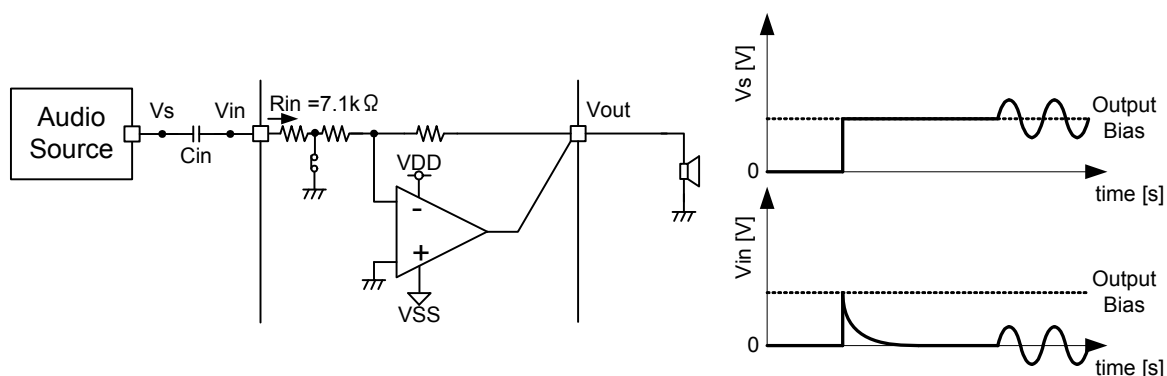 Audio
Source
Vs
Vin
Cin
Rin =7.1kΩ
VDD
-
+
VSS
Vout
Vs [V]
0
Output
Bias
time [s]
Vin [V]
0
Output
Bias
time [s]